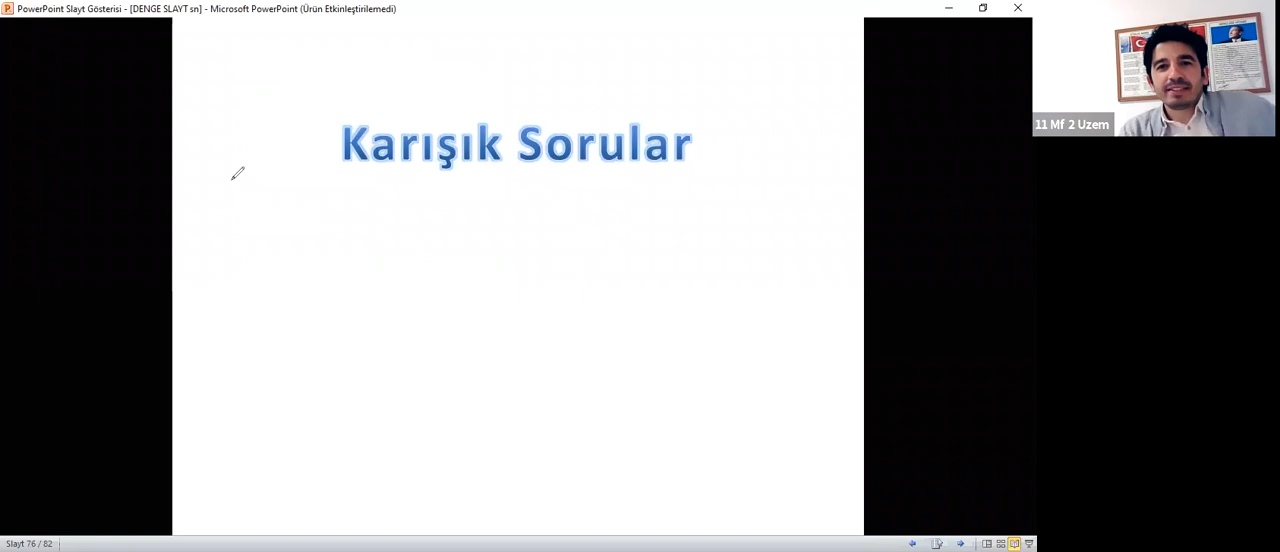 PowerPoint Slayt Gösterisi - [DENGE SLAYT sn] - Microsoft PowerPoint (Ürün Etkinleştirilemedi)
Karışık Sorular
11 Mf 2 Uzem
Slayt 76 / 82